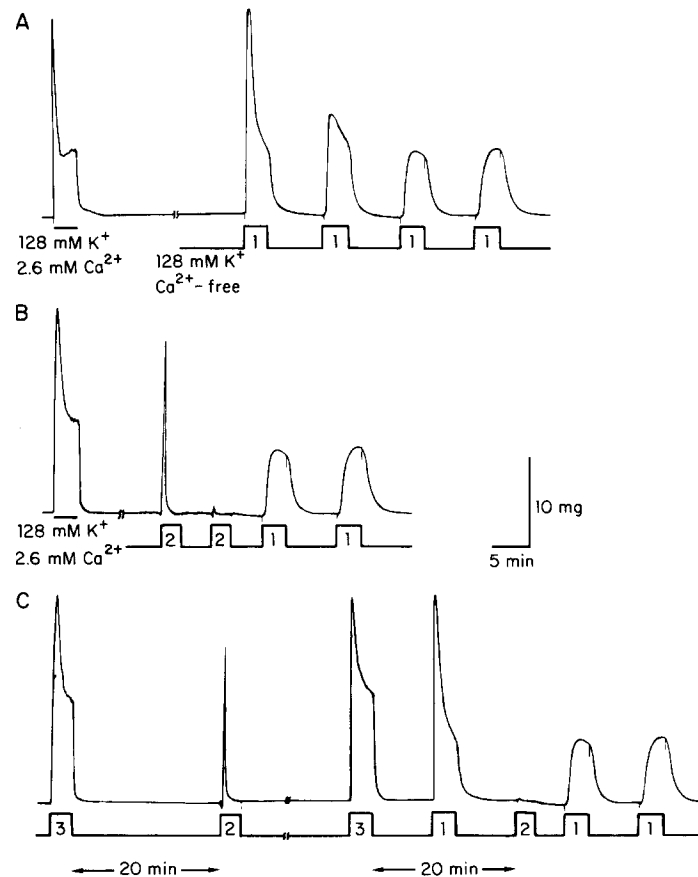 A
128 mM K⁺
2.6 mM Ca²⁺
128 mM K⁺
Ca²⁺-free
1 1 1 1
B
128 mM K⁺
2.6 mM Ca²⁺
2 2 1 1
10 mg
5 min
C
3 2 3 1 2 1 1
20 min 20 min